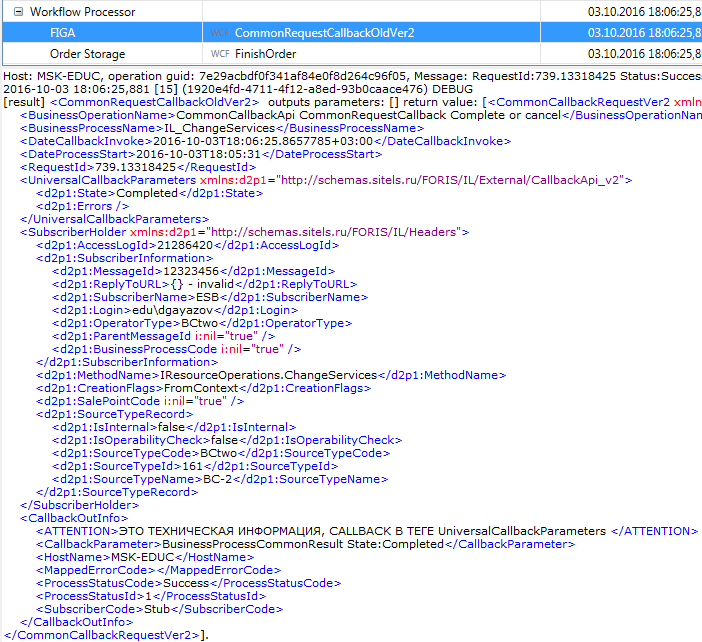 Workflow Processor 03.10.2016 18:06:25,8
FIGA WCF CommonRequestCallbackOldVer2 03.10.2016 18:06:25,8
Order Storage WCF FinishOrder 03.10.2016 18:06:25,8
Host: MSK-EDUC, operation guid: 7e29acbdf0f341af84e0f8d264c96f05, Message: RequestId:739.13318425 Status:Succes
2016-10-03 18:06:25,881 [15] (1920e4fd-4711-4f12-a8ed-93b0caace476) DEBUG
[result] <CommonRequestCallbackOldVer2> outputs parameters: [] return value: [<CommonCallbackRequestVer2 xmln
<BusinessOperationName>CommonCallbackApi CommonRequestCallback Complete or cancel</BusinessOperationNam
<BusinessProcessName>IL_ChangeServices</BusinessProcessName>
<DateCallbackInvoke>2016-10-03T18:06:25.8657785+03:00</DateCallbackInvoke>
<DateProcessStart>2016-10-03T18:05:31</DateProcessStart>
<RequestId>739.13318425</RequestId>
<UniversalCallbackParameters xmlns:d2p1="http://schemas.sitels.ru/FORIS/IL/External/CallbackApi_v2">
<d2p1:State>Completed</d2p1:State>
<d2p1:Errors />
</UniversalCallbackParameters>
<SubscriberHolder xmlns:d2p1="http://schemas.sitels.ru/FORIS/IL/Headers">
<d2p1:AccessLogId>21286420</d2p1:AccessLogId>
<d2p1:SubscriberInformation>
<d2p1:MessageId>12323456</d2p1:MessageId>
<d2p1:ReplyToURL>{} - invalid</d2p1:ReplyToURL>
<d2p1:SubscriberName>ESB</d2p1:SubscriberName>
<d2p1:Login>edu\dgayazov</d2p1:Login>
<d2p1:OperatorType>BCtwo</d2p1:OperatorType>
<d2p1:ParentMessageId i:nil="true" />
<d2p1:BusinessProcessCode i:nil="true" />
</d2p1:SubscriberInformation>
<d2p1:MethodName>IResourceOperations.ChangeServices</d2p1:MethodName>
<d2p1:CreationFlags>FromContext</d2p1:CreationFlags>
<d2p1:SalePointCode i:nil="true" />
<d2p1:SourceTypeRecord>
<d2p1:IsInternal>false</d2p1:IsInternal>
<d2p1:IsOperabilityCheck>false</d2p1:IsOperabilityCheck>
<d2p1:SourceTypeCode>BCtwo</d2p1:SourceTypeCode>
<d2p1:SourceTypeId>161</d2p1:SourceTypeId>
<d2p1:SourceTypeName>BC-2</d2p1:SourceTypeName>
</d2p1:SourceTypeRecord>
</SubscriberHolder>
<CallbackOutInfo>
<ATTENTION>ЭТО ТЕХНИЧЕСКАЯ ИНФОРМАЦИЯ, CALLBACK В ТЕГЕ UniversalCallbackParameters </ATTENTION>
<CallbackParameter>BusinessProcessCommonResult State:Completed</CallbackParameter>
<HostName>MSK-EDUC</HostName>
<MappedErrorCode></MappedErrorCode>
<ProcessStatusCode>Success</ProcessStatusCode>
<ProcessStatusId>1</ProcessStatusId>
<SubscriberCode>Stub</SubscriberCode>
</CallbackOutInfo>
</CommonCallbackRequestVer2>].